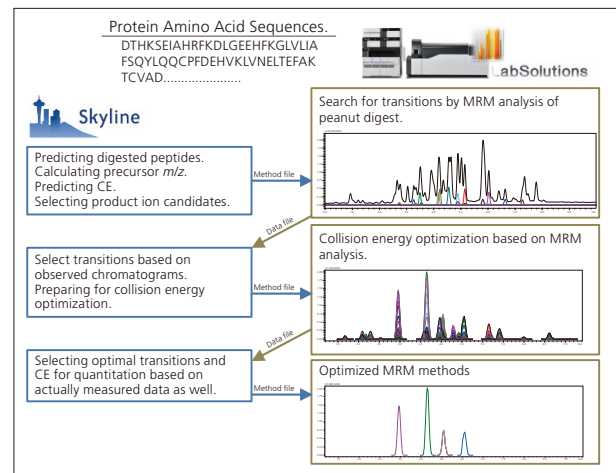 Protein Amino Acid Sequences.
DTHKSEIAHRFKDLGEEHFKGLVLIA
FSQYLQQCPFDEHVKLVNELTEFAK
TCVAD......................
LabSolutions
Skyline
Search for transitions by MRM analysis of
peanut digest.
Predicting digested peptides.
Calculating precursor m/z.
Predicting CE.
Selecting product ion candidates.
Method file
Data file
Collision energy optimization based on MRM
analysis.
Select transitions based on
observed chromatograms.
Preparing for collision energy
optimization.
Method file
Data file
Selecting optimal transitions and
CE for quantitation based on
actually measured data as well.
Method file
Optimized MRM methods